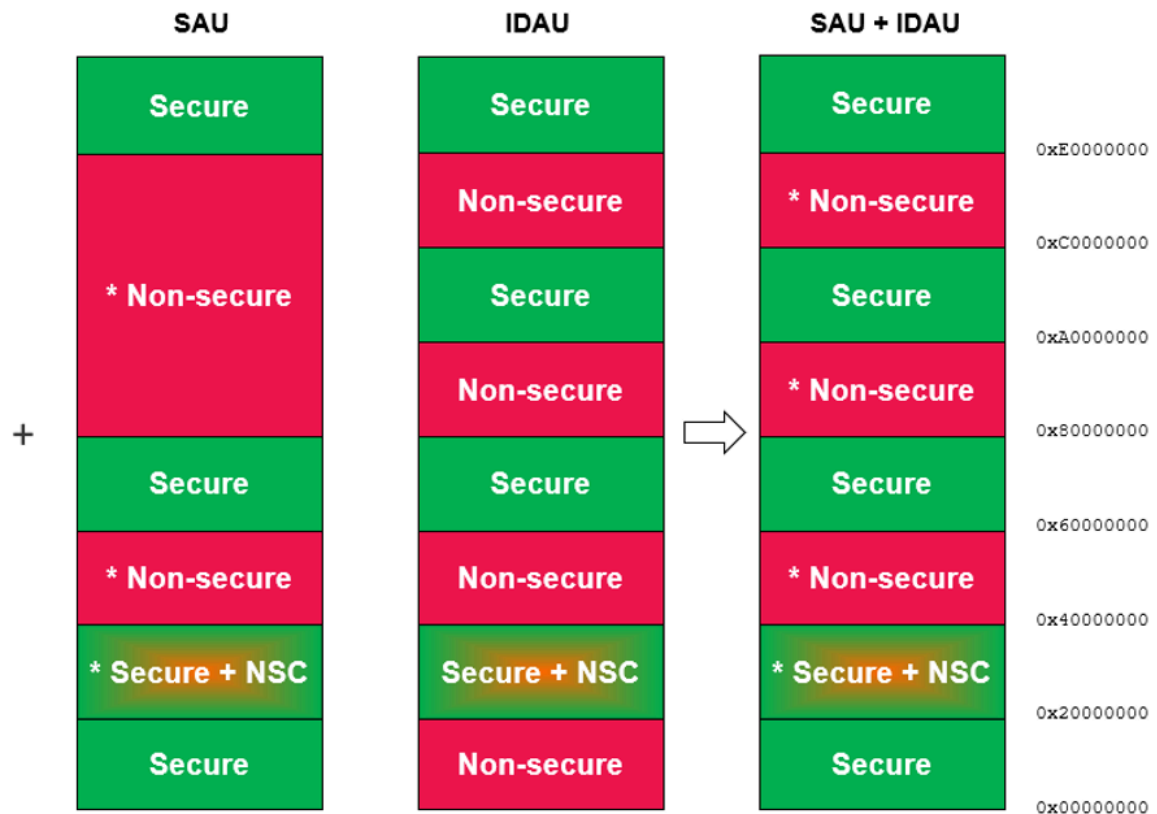 SAU IDAU SAU + IDAU
Secure Secure Secure
0xE0000000
Non-secure * Non-secure
0xC0000000
* Non-secure Secure Secure
0xA0000000
Non-secure * Non-secure
+ 0x80000000
Secure Secure Secure
0x60000000
* Non-secure Non-secure * Non-secure
0x40000000
* Secure + NSC Secure + NSC * Secure + NSC
0x20000000
Secure Non-secure Secure
0x00000000